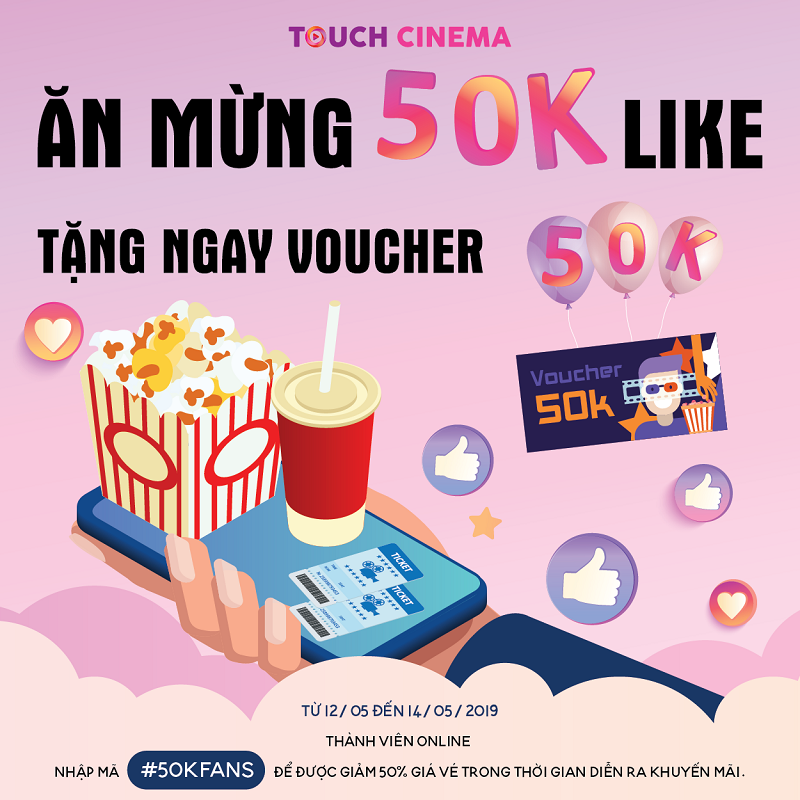 TOUCH CINEMA
ĂN MỪNG 50K LIKE
TẶNG NGAY VOUCHER
50K
Voucher
50k
TICKET
TICKET
TỪ 12/05 ĐẾN 14/05/2019
THÀNH VIÊN ONLINE
NHẬP MÃ #50KFANS ĐỂ ĐƯỢC GIẢM 50% GIÁ VÉ TRONG THỜI GIAN DIỄN RA KHUYẾN MÃI.